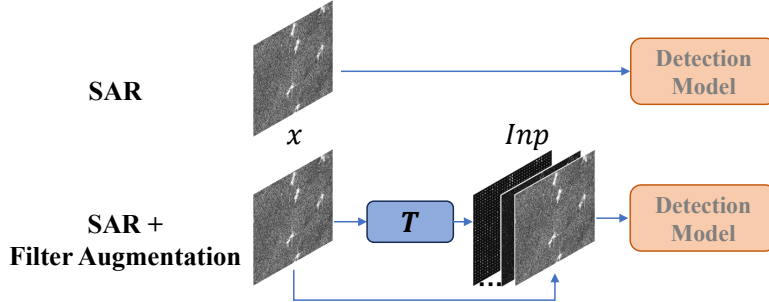 SAR
Detection
Model
x
Inp
SAR +
Filter Augmentation
T
...
Detection
Model